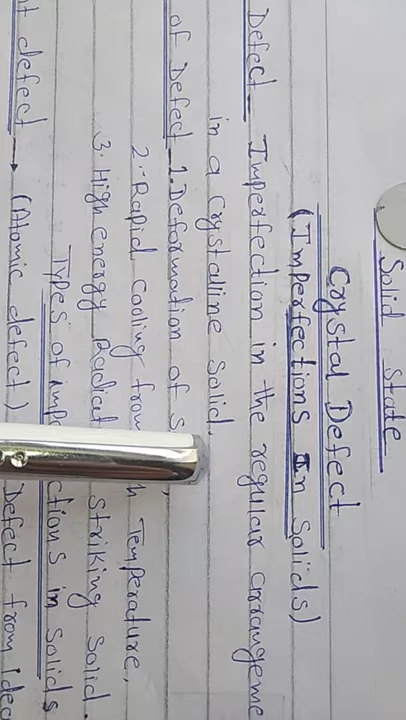 Solid State
Crystal Defect
(Imperfections In Solids)
Defect - Imperfection in the regular arrangeme
in a crystalline solid.
of Defect - 1. Deformation of S
2.- Rapid cooling from h Temperature,
3. High energy Radiat striking Solid.
Types of impe ctions in Solids
t defect → (Atomic defect) Defect from idea